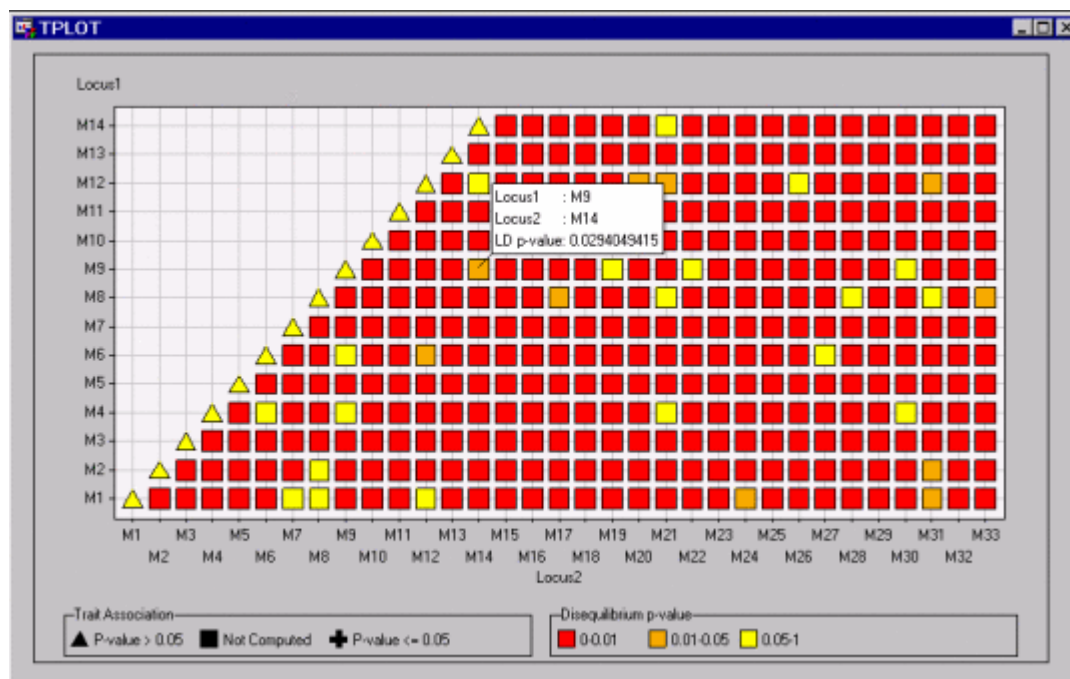 TPLOT
Locus1
M14
M13
M12
M11
M10
M9
M8
M7
M6
M5
M4
M3
M2
M1
Locus1 : M9
Locus2 : M14
LD p-value: 0.0294049415
M1 M3 M5 M7 M9 M11 M13 M15 M17 M19 M21 M23 M25 M27 M29 M31 M33
M2 M4 M6 M8 M10 M12 M14 M16 M18 M20 M22 M24 M26 M28 M30 M32
Locus2
Trait Association
P-value > 0.05 Not Computed P-value <= 0.05
Disequilibrium p-value
0-0.01 0.01-0.05 0.05-1